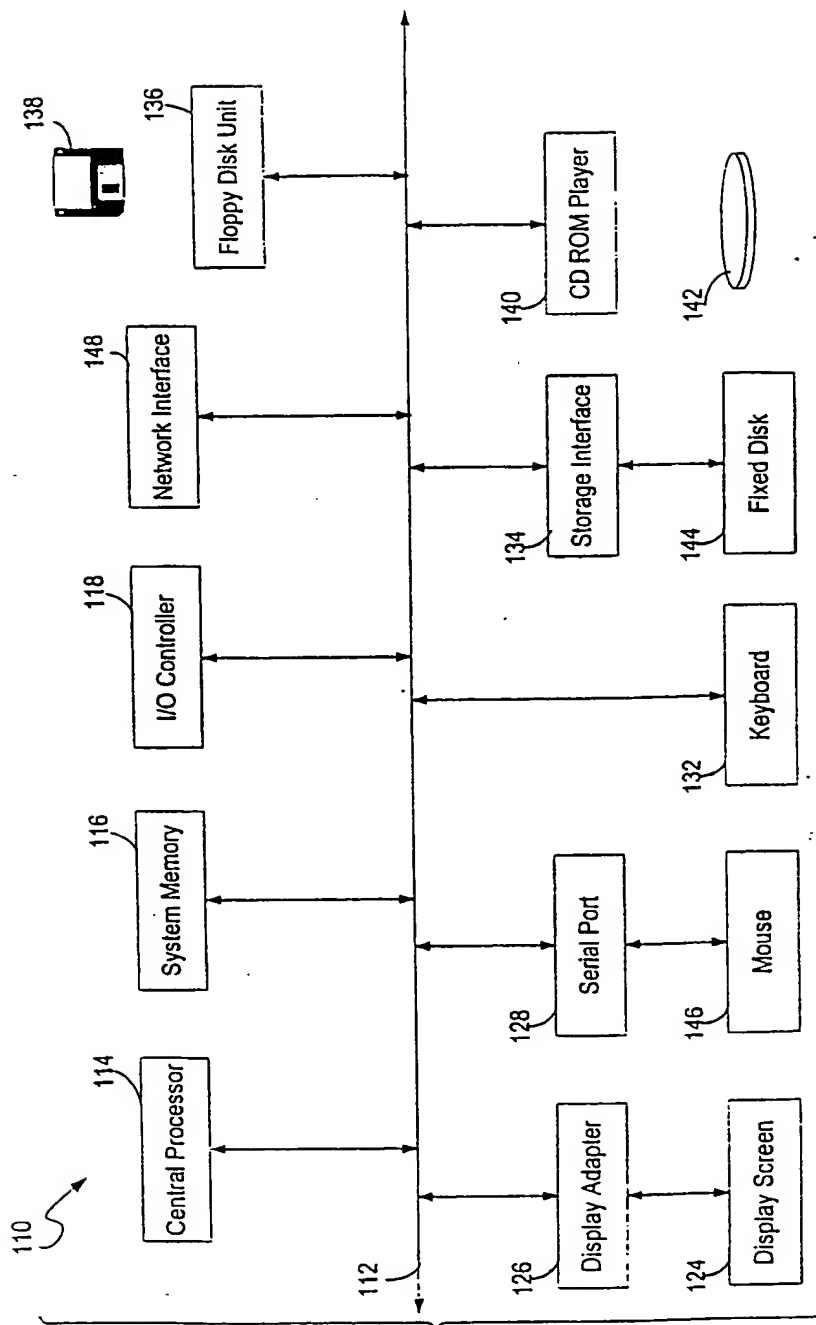 110
114
Central Processor
116
System Memory
118
I/O Controller
148
Network Interface
138
136
Floppy Disk Unit
112
126
Display Adapter
128
Serial Port
134
Storage Interface
140
CD ROM Player
124
Display Screen
146
Mouse
132
Keyboard
144
Fixed Disk
142